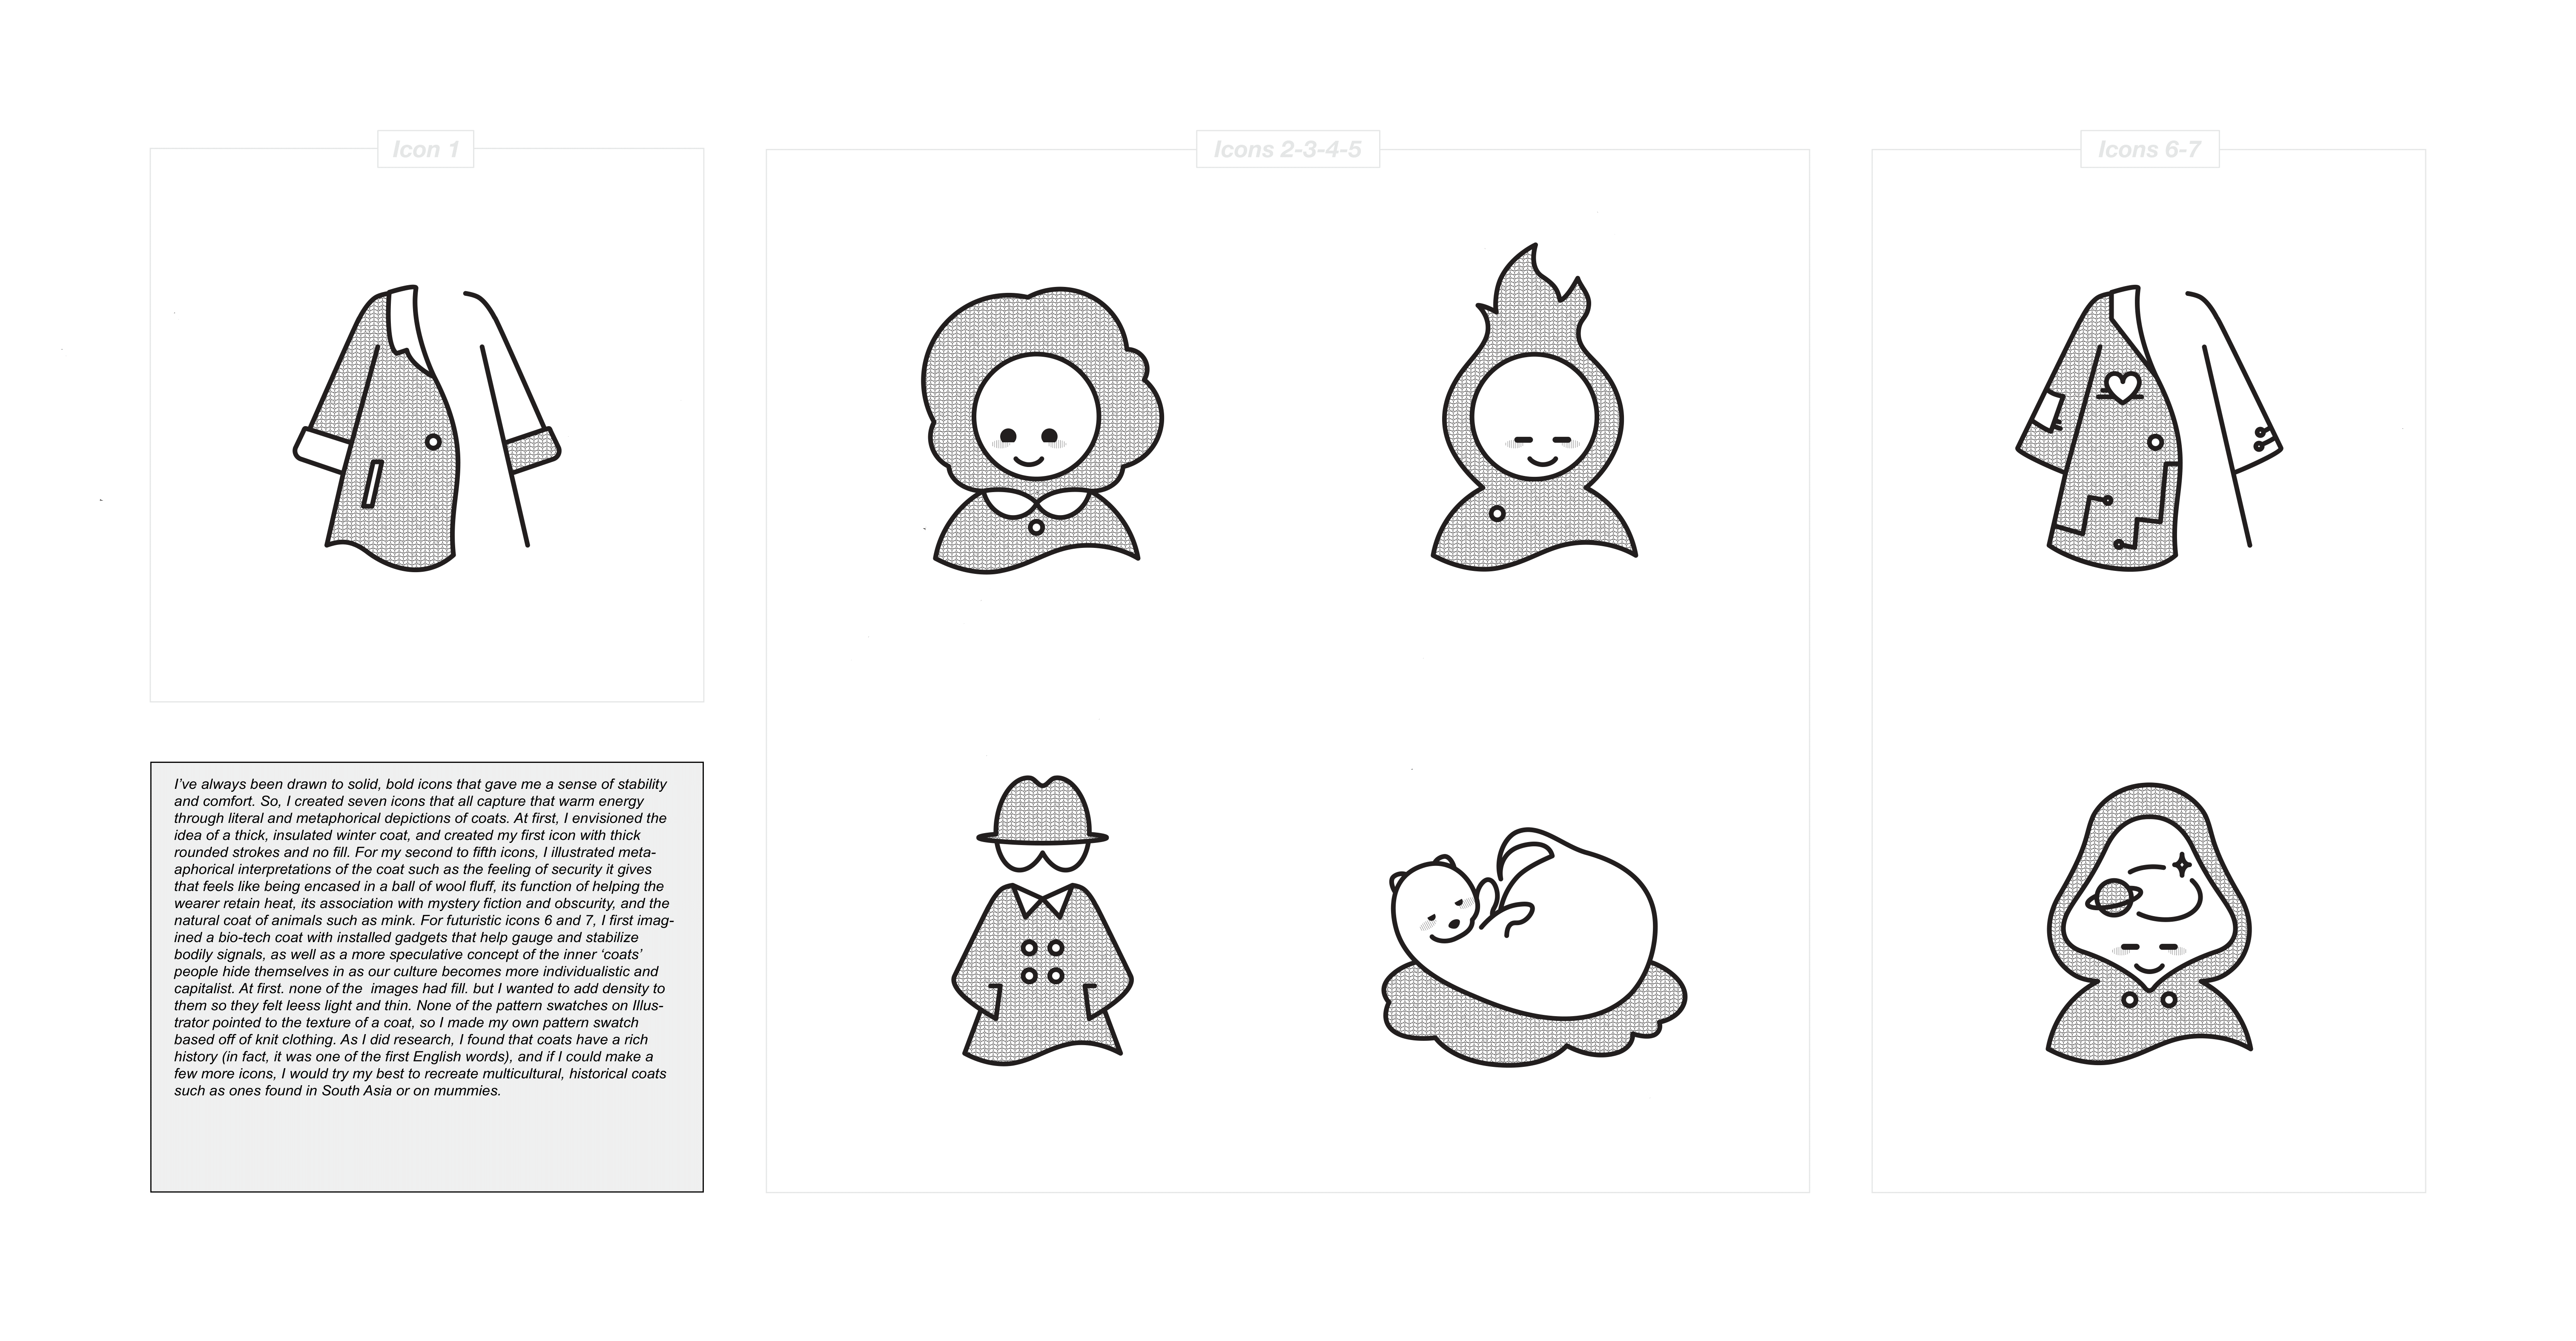 Icon 1
Icons 2-3-4-5
Icons 6-7
I've always been drawn to solid, bold icons that gave me a sense of stability
and comfort. So, I created seven icons that all capture that warm energy
through literal and metaphorical depictions of coats. At first, I envisioned the
idea of a thick, insulated winter coat, and created my first icon with thick
rounded strokes and no fill. For my second to fifth icons, I illustrated meta-
aphorical interpretations of the coat such as the feeling of security it gives
that feels like being encased in a ball of wool fluff, its function of helping the
wearer retain heat, its association with mystery fiction and obscurity, and the
natural coat of animals such as mink. For futuristic icons 6 and 7, I first imag-
ined a bio-tech coat with installed gadgets that help gauge and stabilize
bodily signals, as well as a more speculative concept of the inner 'coats'
people hide themselves in as our culture becomes more individualistic and
capitalist. At first. none of the  images had fill. but I wanted to add density to
them so they felt leess light and thin. None of the pattern swatches on Illus-
trator pointed to the texture of a coat, so I made my own pattern swatch
based off of knit clothing. As I did research, I found that coats have a rich
history (in fact, it was one of the first English words), and if I could make a
few more icons, I would try my best to recreate multicultural, historical coats
such as ones found in South Asia or on mummies.